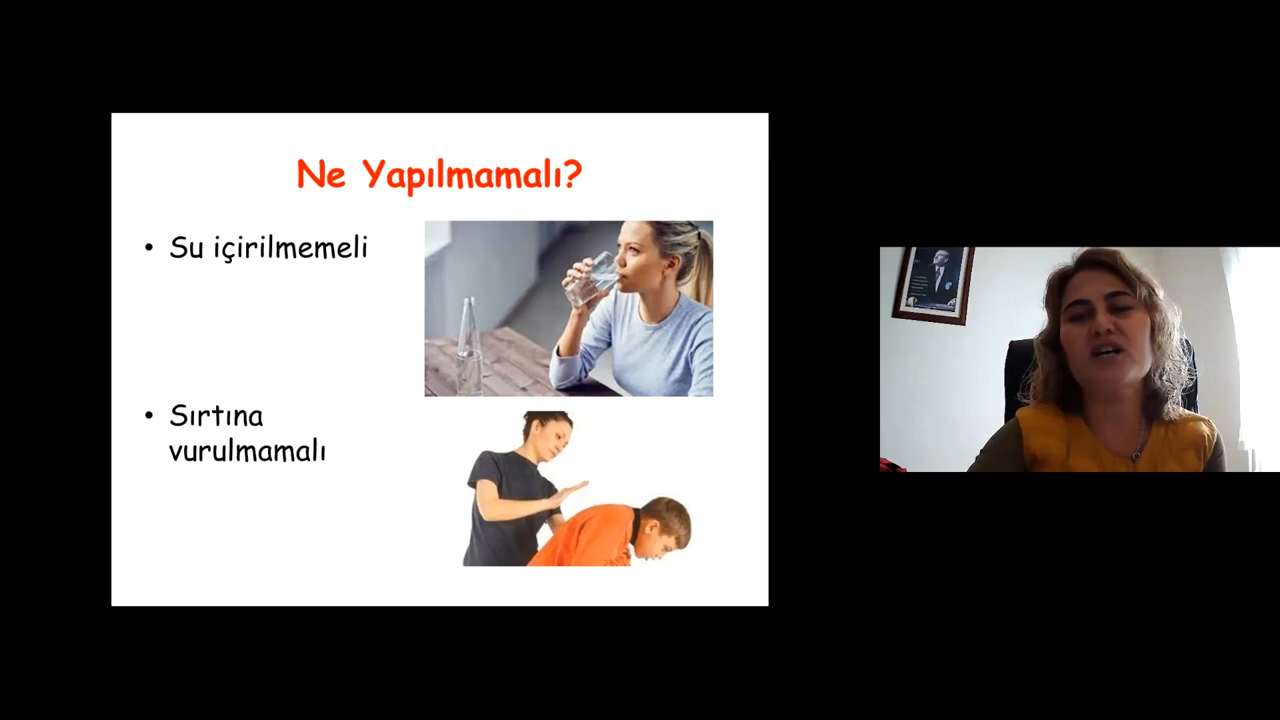 Ne Yapılmamalı?
• Su içirilmemeli
• Sırtına
vurulmamalı